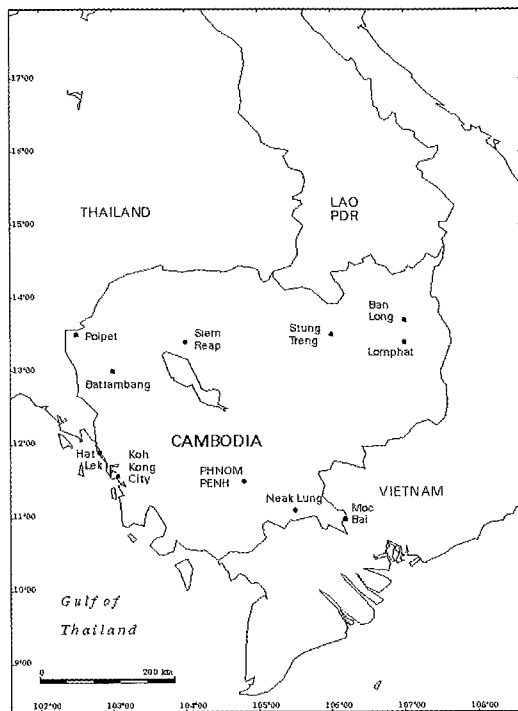 17°00
16°00
15°00
14°00
13°00
12°00
11°00
10°00
9°00
THAILAND
LAO
PDR
Ban
Long
Poipet
Siem
Reap
Stung
Treng
Lomphat
Battambang
CAMBODIA
Hat
Lek
Koh
Kong
City
PHNOM
PENH
Neak Lung
Moc
Bai
VIETNAM
Gulf of
Thailand
0
200 km
102°00
103°00
104°00
105°00
106°00
107°00
108°00